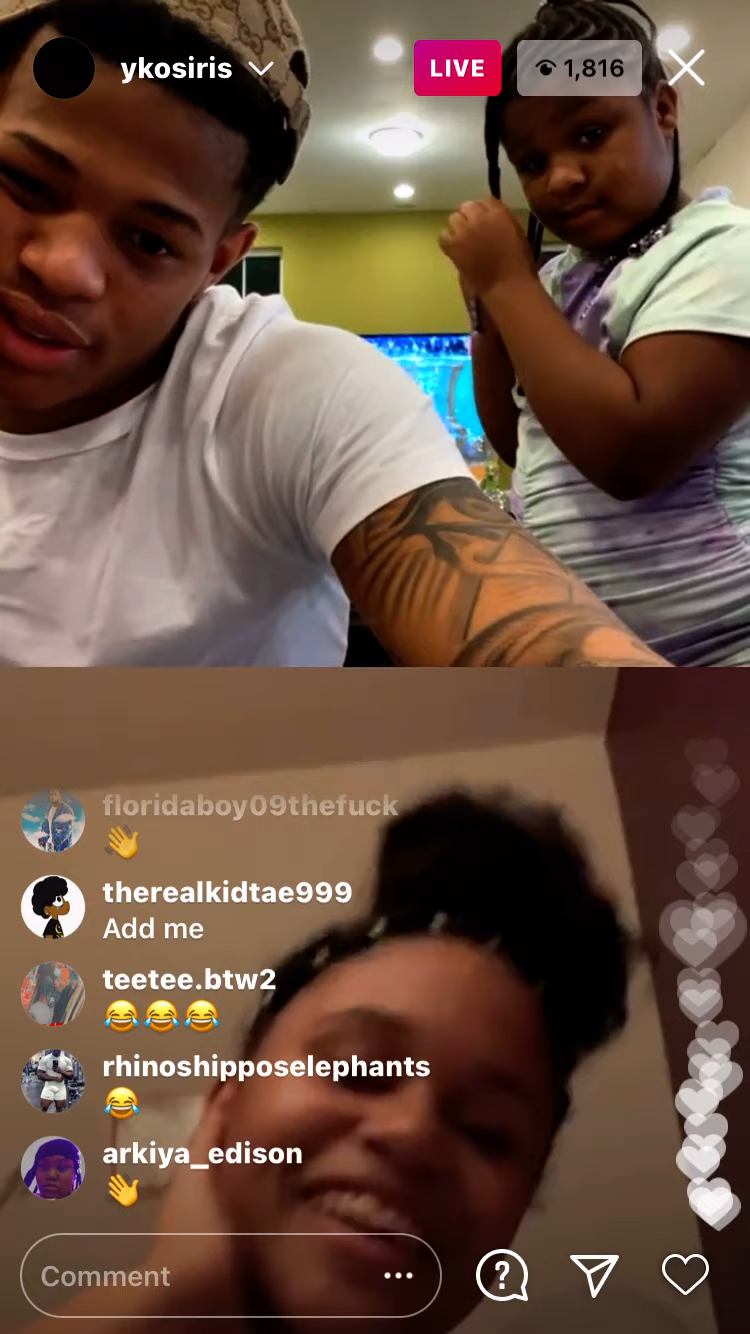 ykosiris
LIVE
1,816
floridaboy09thefuck
👋
therealkidtae999
Add me
teetee.btw2
😂😂😂
rhinoshipposelephants
😂
arkiya_edison
👋
Comment